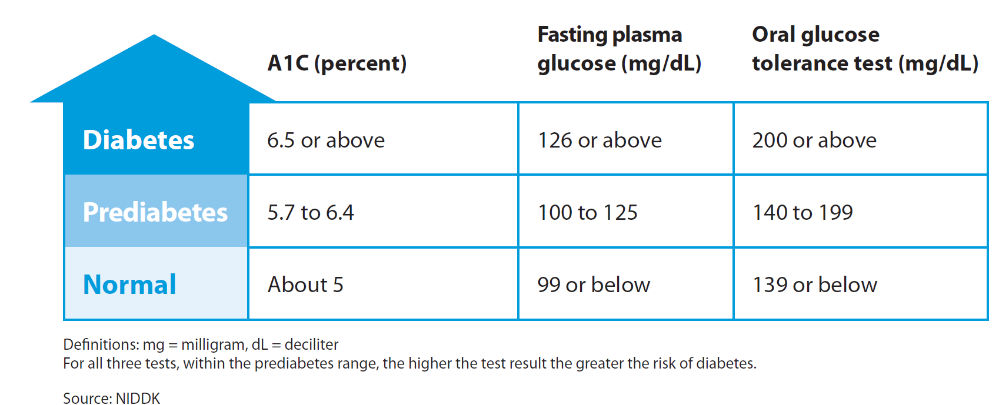 A1C (percent)
Fasting plasma
glucose (mg/dL)
Oral glucose
tolerance test (mg/dL)
Diabetes
6.5 or above
126 or above
200 or above
Prediabetes
5.7 to 6.4
100 to 125
140 to 199
Normal
About 5
99 or below
139 or below
Definitions: mg = milligram, dL = deciliter
For all three tests, within the prediabetes range, the higher the test result the greater the risk of diabetes.
Source: NIDDK